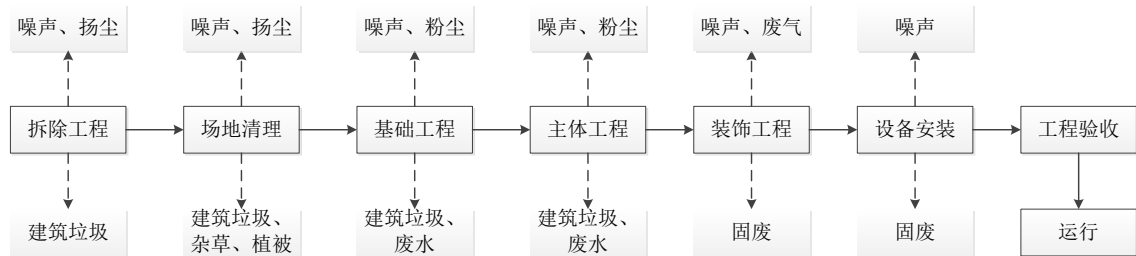 噪声、扬尘
噪声、扬尘
噪声、粉尘
噪声、粉尘
噪声、废气
噪声
拆除工程
场地清理
基础工程
主体工程
装饰工程
设备安装
工程验收
建筑垃圾
建筑垃圾、
杂草、植被
建筑垃圾、
废水
建筑垃圾、
废水
固废
固废
运行